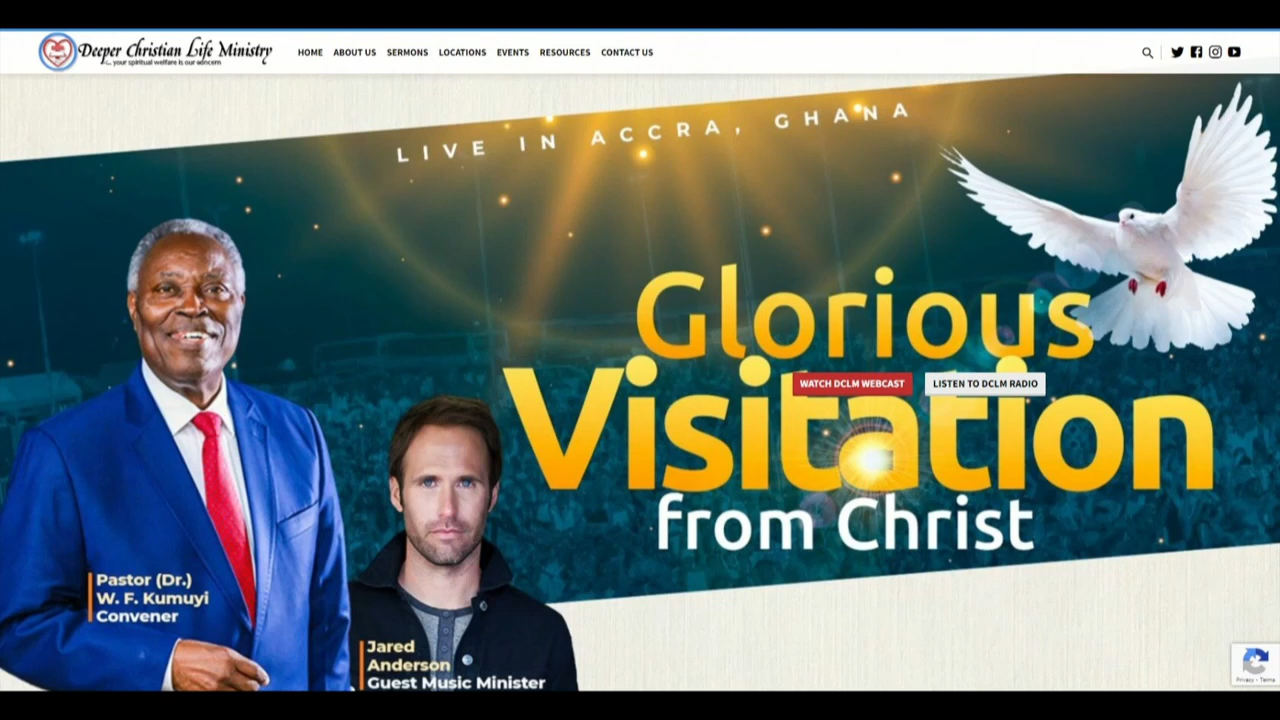 Deeper Christian Life Ministry
... your spiritual welfare is our concern
HOME ABOUT US SERMONS LOCATIONS EVENTS RESOURCES CONTACT US
LIVE IN ACCRA, GHANA
Glorious
Visitation
WATCH DCLM WEBCAST LISTEN TO DCLM RADIO
from Christ
Pastor (Dr.)
W. F. Kumuyi
Convener
Jared
Anderson
Guest Music Minister
Privacy - Terms